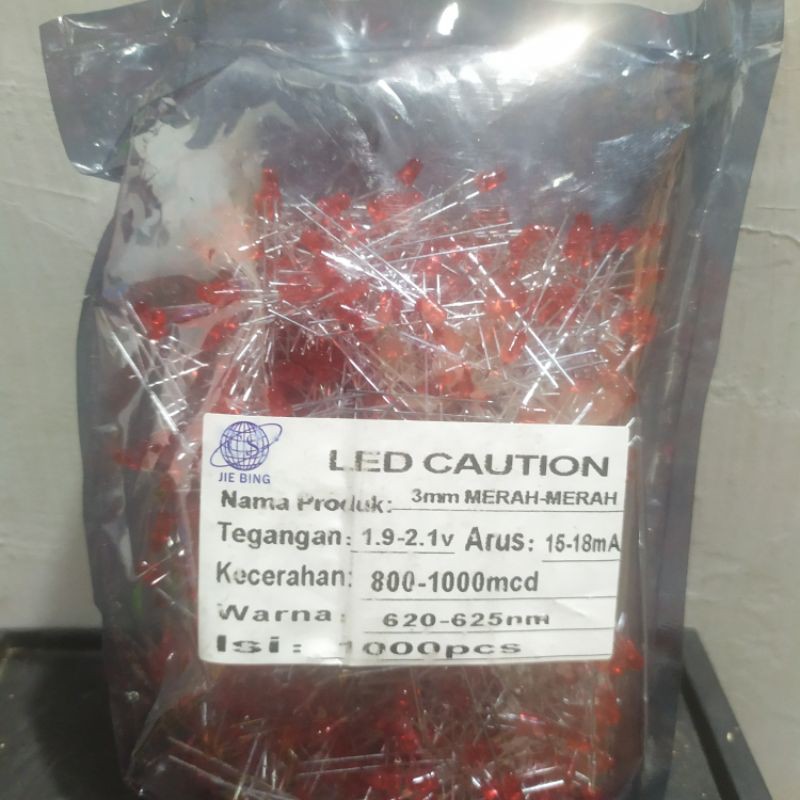 LED CAUTION
JIE BING
Nama Produk: 3mm MERAH-MERAH
Tegangan: 1.9-2.1v Arus: 15-18mA
Kecerahan: 800-1000mcd
Warna: 620-625nm
Isi: 1000pcs